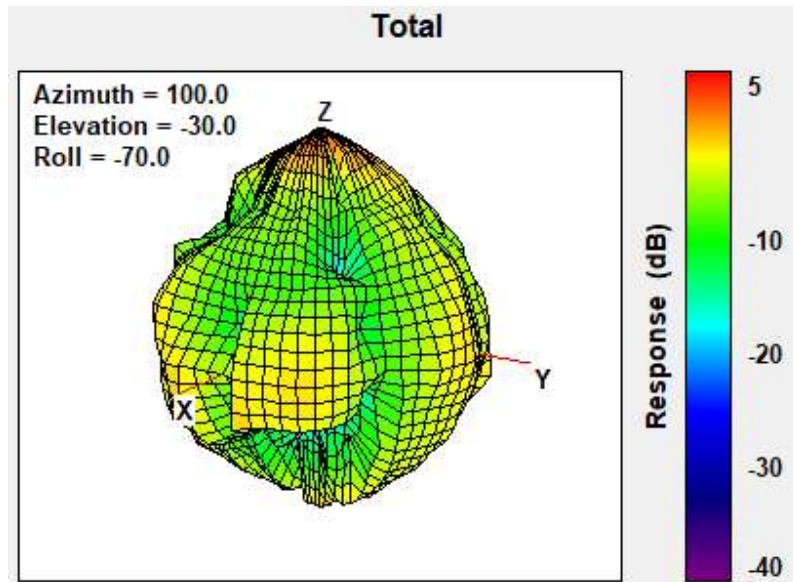 Total
Azimuth = 100.0
Elevation = -30.0
Roll = -70.0
Z
X
Y
Response (dB)
5
-10
-20
-30
-40